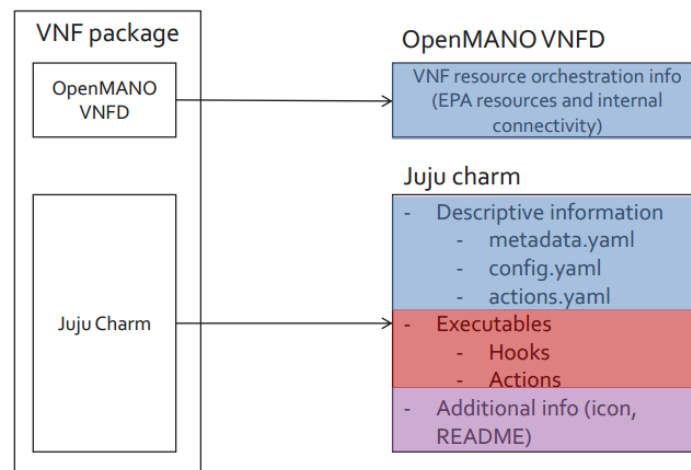 VNF package
OpenMANO
VNFD
Juju Charm
OpenMANO VNFD
VNF resource orchestration info
(EPA resources and internal
connectivity)
Juju charm
- Descriptive information
- metadata.yaml
- config.yaml
- actions.yaml
- Executables
- Hooks
- Actions
- Additional info (icon,
README)